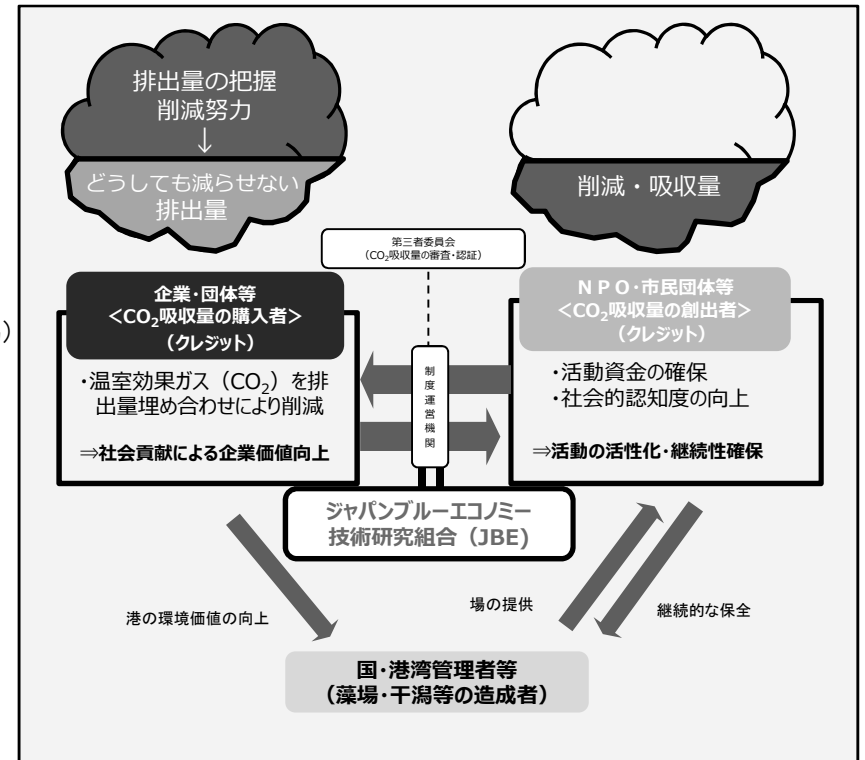 排出量の把握
削減努力
↓
どうしても減らせない
排出量
削減・吸収量
第三者委員会
(CO₂吸収量の審査・認証)
企業・団体等
<CO₂吸収量の購入者>
(クレジット)
・温室効果ガス（CO₂）を排
出量埋め合わせにより削減
⇒社会貢献による企業価値向上
制度運営機関
ＮＰＯ・市民団体等
<CO₂吸収量の創出者>
(クレジット)
・活動資金の確保
・社会的認知度の向上
⇒活動の活性化・継続性確保
ジャパンブルーエコノミー
技術研究組合（JBE)
港の環境価値の向上
場の提供
継続的な保全
国・港湾管理者等
（藻場・干潟等の造成者）